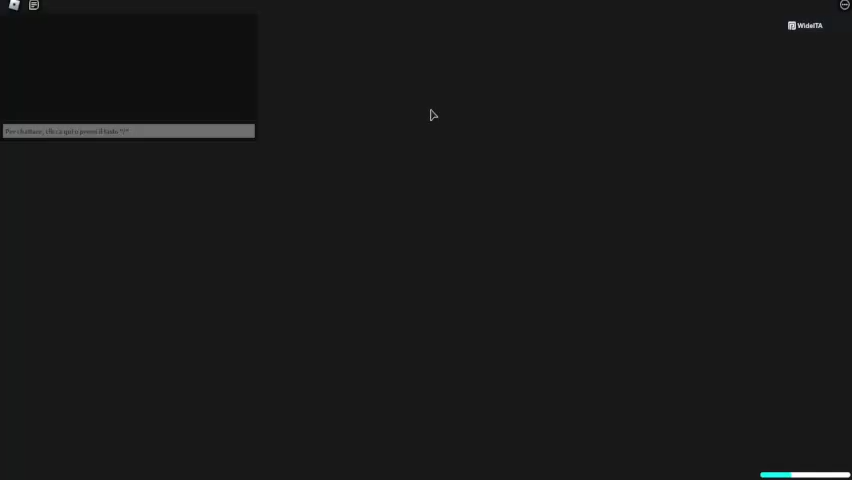 WideITA
Per chattare, clicca qui o premi il tasto "/"